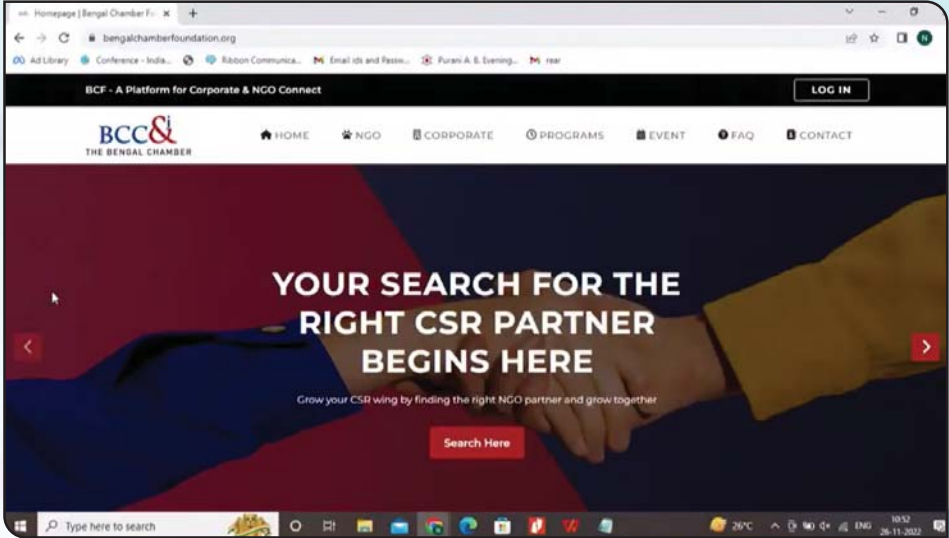 Homepage | Bengal Chamber Fo
bengalchamberfoundation.org
Ad Library
Conference - India...
Ribbon Communica...
Email ids and Passw...
Purani A. B. Evening...
rear
N
BCF - A Platform for Corporate & NGO Connect
LOG IN
BCC&i
THE BENGAL CHAMBER
HOME
NGO
CORPORATE
PROGRAMS
EVENT
FAQ
CONTACT
YOUR SEARCH FOR THE
RIGHT CSR PARTNER
BEGINS HERE
Grow your CSR wing by finding the right NGO partner and grow together
Search Here
Type here to search
26°C
ENG
10:52
26-11-2022